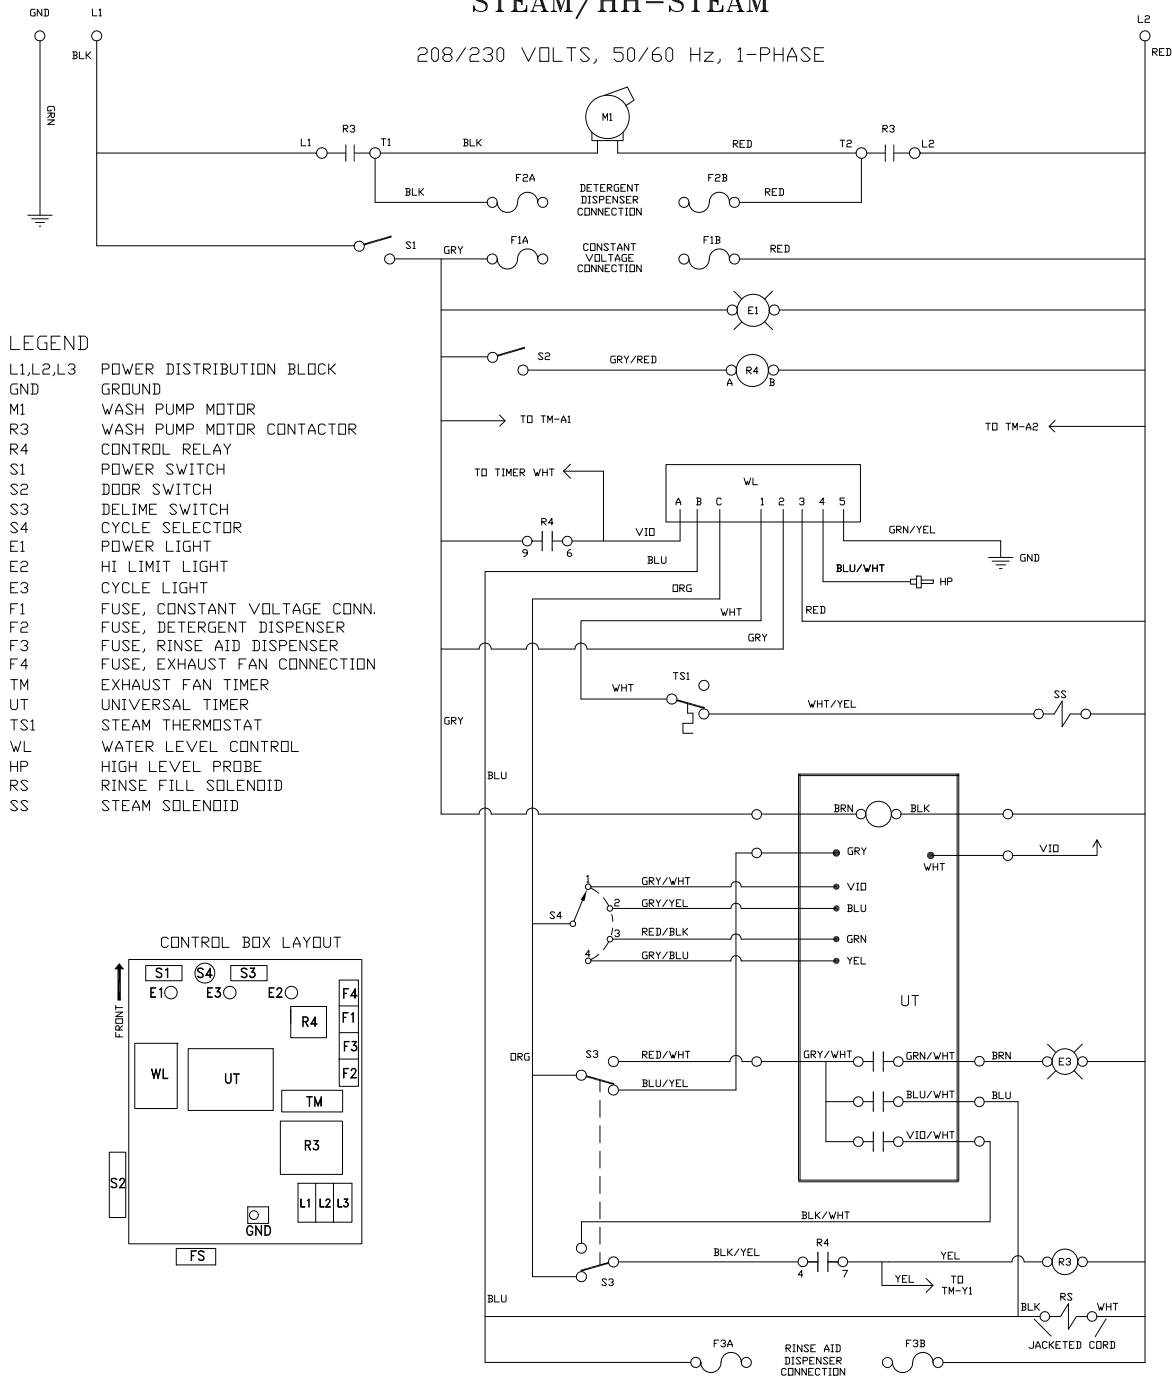 STEAM/HH-STEAM
GND
L1
L2
BLK
RED
208/230 VOLTS, 50/60 Hz, 1-PHASE
GRN
M1
L1
R3
T1
BLK
RED
T2
R3
L2
BLK
F2A
DETERGENT
DISPENSER
CONNECTION
F2B
RED
S1
GRY
F1A
CONSTANT
VOLTAGE
CONNECTION
F1B
RED
E1
S2
GRY/RED
A
R4
B
TO TM-A1
TO TM-A2
LEGEND
L1,L2,L3 POWER DISTRIBUTION BLOCK
GND GROUND
M1 WASH PUMP MOTOR
R3 WASH PUMP MOTOR CONTACTOR
R4 CONTROL RELAY
S1 POWER SWITCH
S2 DOOR SWITCH
S3 DELIME SWITCH
S4 CYCLE SELECTOR
E1 POWER LIGHT
E2 HI LIMIT LIGHT
E3 CYCLE LIGHT
F1 FUSE, CONSTANT VOLTAGE CONN.
F2 FUSE, DETERGENT DISPENSER
F3 FUSE, RINSE AID DISPENSER
F4 FUSE, EXHAUST FAN CONNECTION
TM EXHAUST FAN TIMER
UT UNIVERSAL TIMER
TS1 STEAM THERMOSTAT
WL WATER LEVEL CONTROL
HP HIGH LEVEL PROBE
RS RINSE FILL SOLENOID
SS STEAM SOLENOID
TO TIMER WHT
WL
A B C 1 2 3 4 5
R4
9
6
VIO
GRN/YEL
GND
BLU
BLU/WHT
HP
ORG
WHT
RED
GRY
WHT
TS1
WHT/YEL
SS
GRY
BLU
BRN
BLK
GRY
WHT
VIO
S4
1
GRY/WHT
VIO
2
GRY/YEL
BLU
3
RED/BLK
GRN
4
GRY/BLU
YEL
UT
ORG
S3
RED/WHT
GRY/WHT
GRN/WHT
BRN
E3
BLU/YEL
BLU/WHT
BLU
VIO/WHT
BLK/WHT
S3
BLK/YEL
R4
4
7
YEL
R3
YEL
TO
TM-Y1
BLU
BLK
RS
WHT
JACKETED CORD
F3A
RINSE AID
DISPENSER
CONNECTION
F3B
CONTROL BOX LAYOUT
FRONT
S1
S4
S3
E1
E3
E2
F4
R4
F1
F3
WL
UT
F2
TM
R3
S2
L1 L2 L3
GND
FS